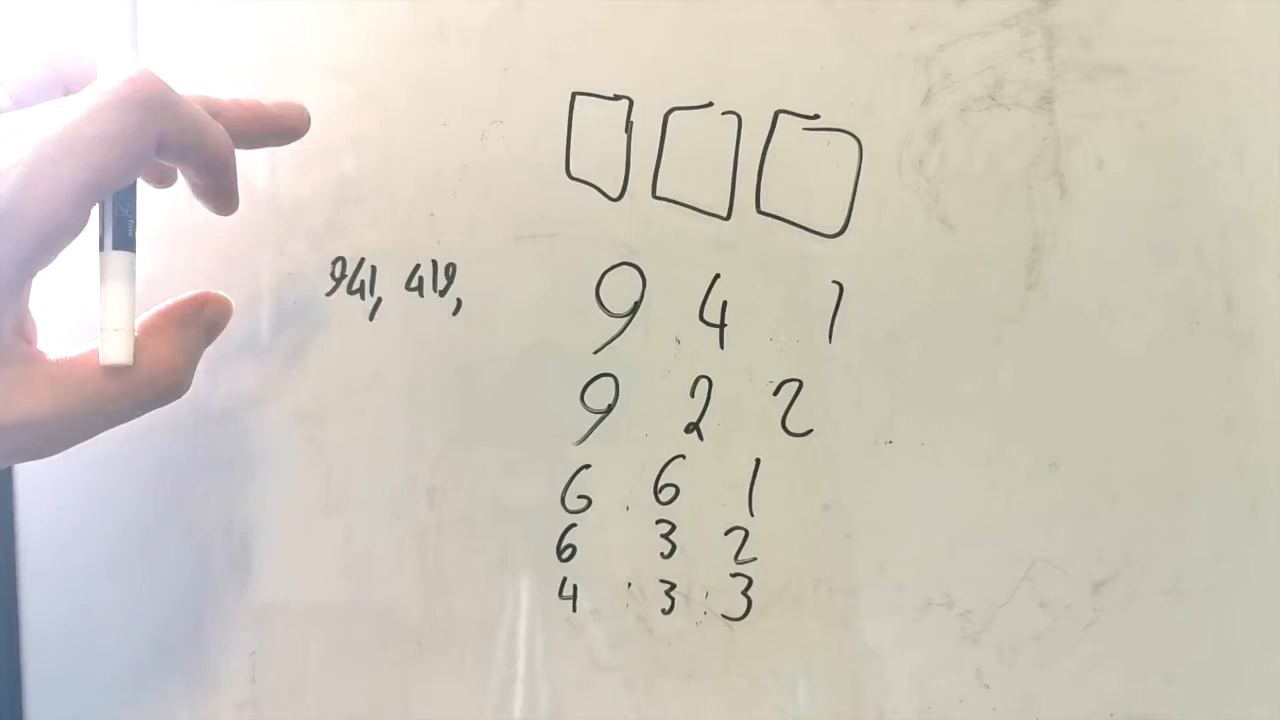 941, 419,
9 4 1
9 2 2
6 . 6 1
6 3 2
4 : 3 : 3